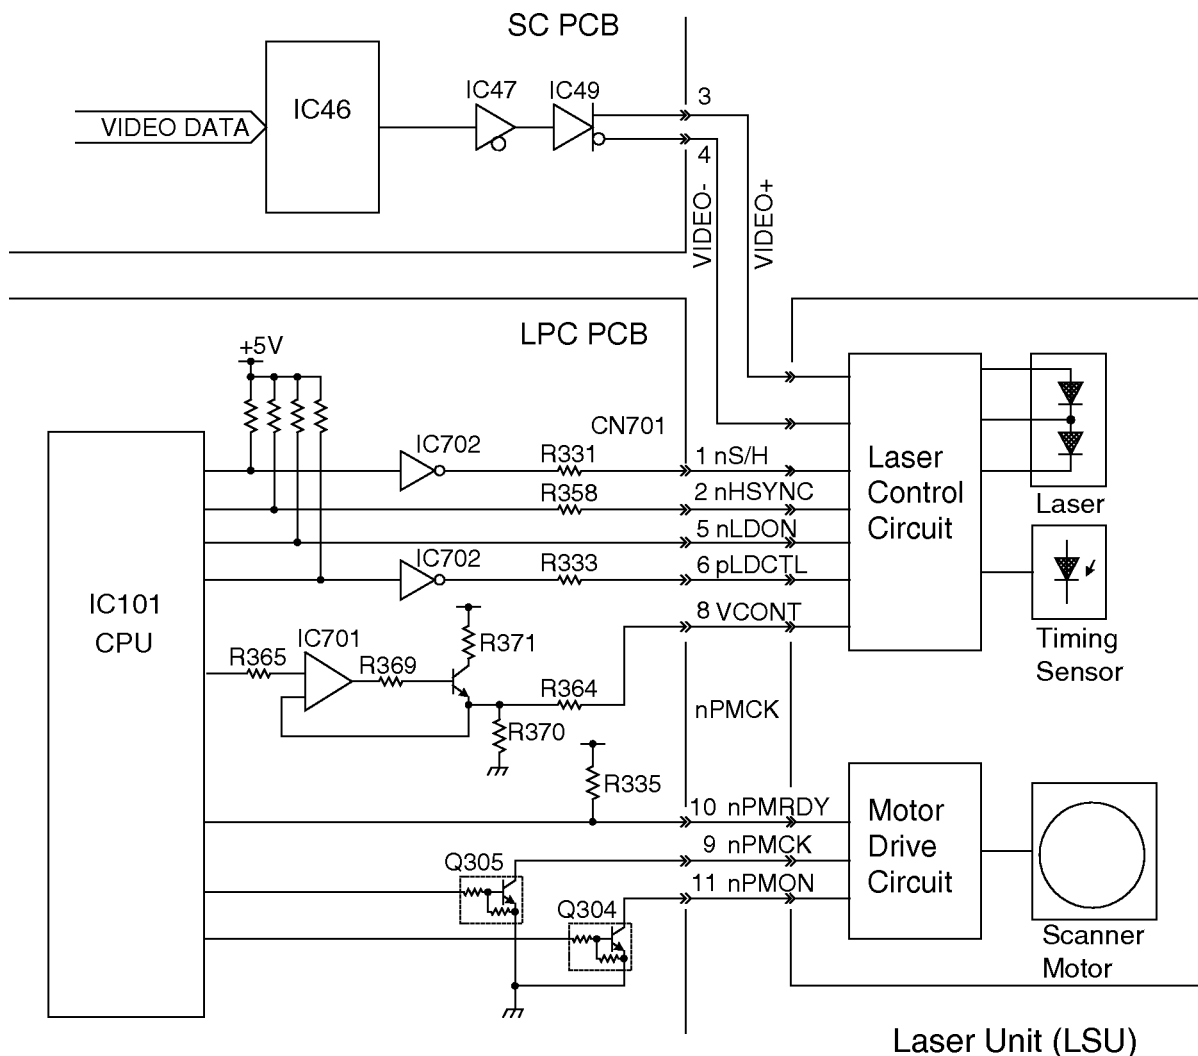 SC PCB
IC46
IC47
IC49
VIDEO DATA
3
4
VIDEO-
VIDEO+
LPC PCB
+5V
CN701
IC702
R331
1 nS/H
R358
2 nHSYNC
5 nLDON
IC702
R333
6 pLDCTL
8 VCONT
Laser
Control
Circuit
Laser
Timing
Sensor
IC101
CPU
IC701
R365
R369
R371
R364
R370
nPMCK
R335
10 nPMRDY
9 nPMCK
11 nPMON
Q305
Q304
Motor
Drive
Circuit
Scanner
Motor
Laser Unit (LSU)